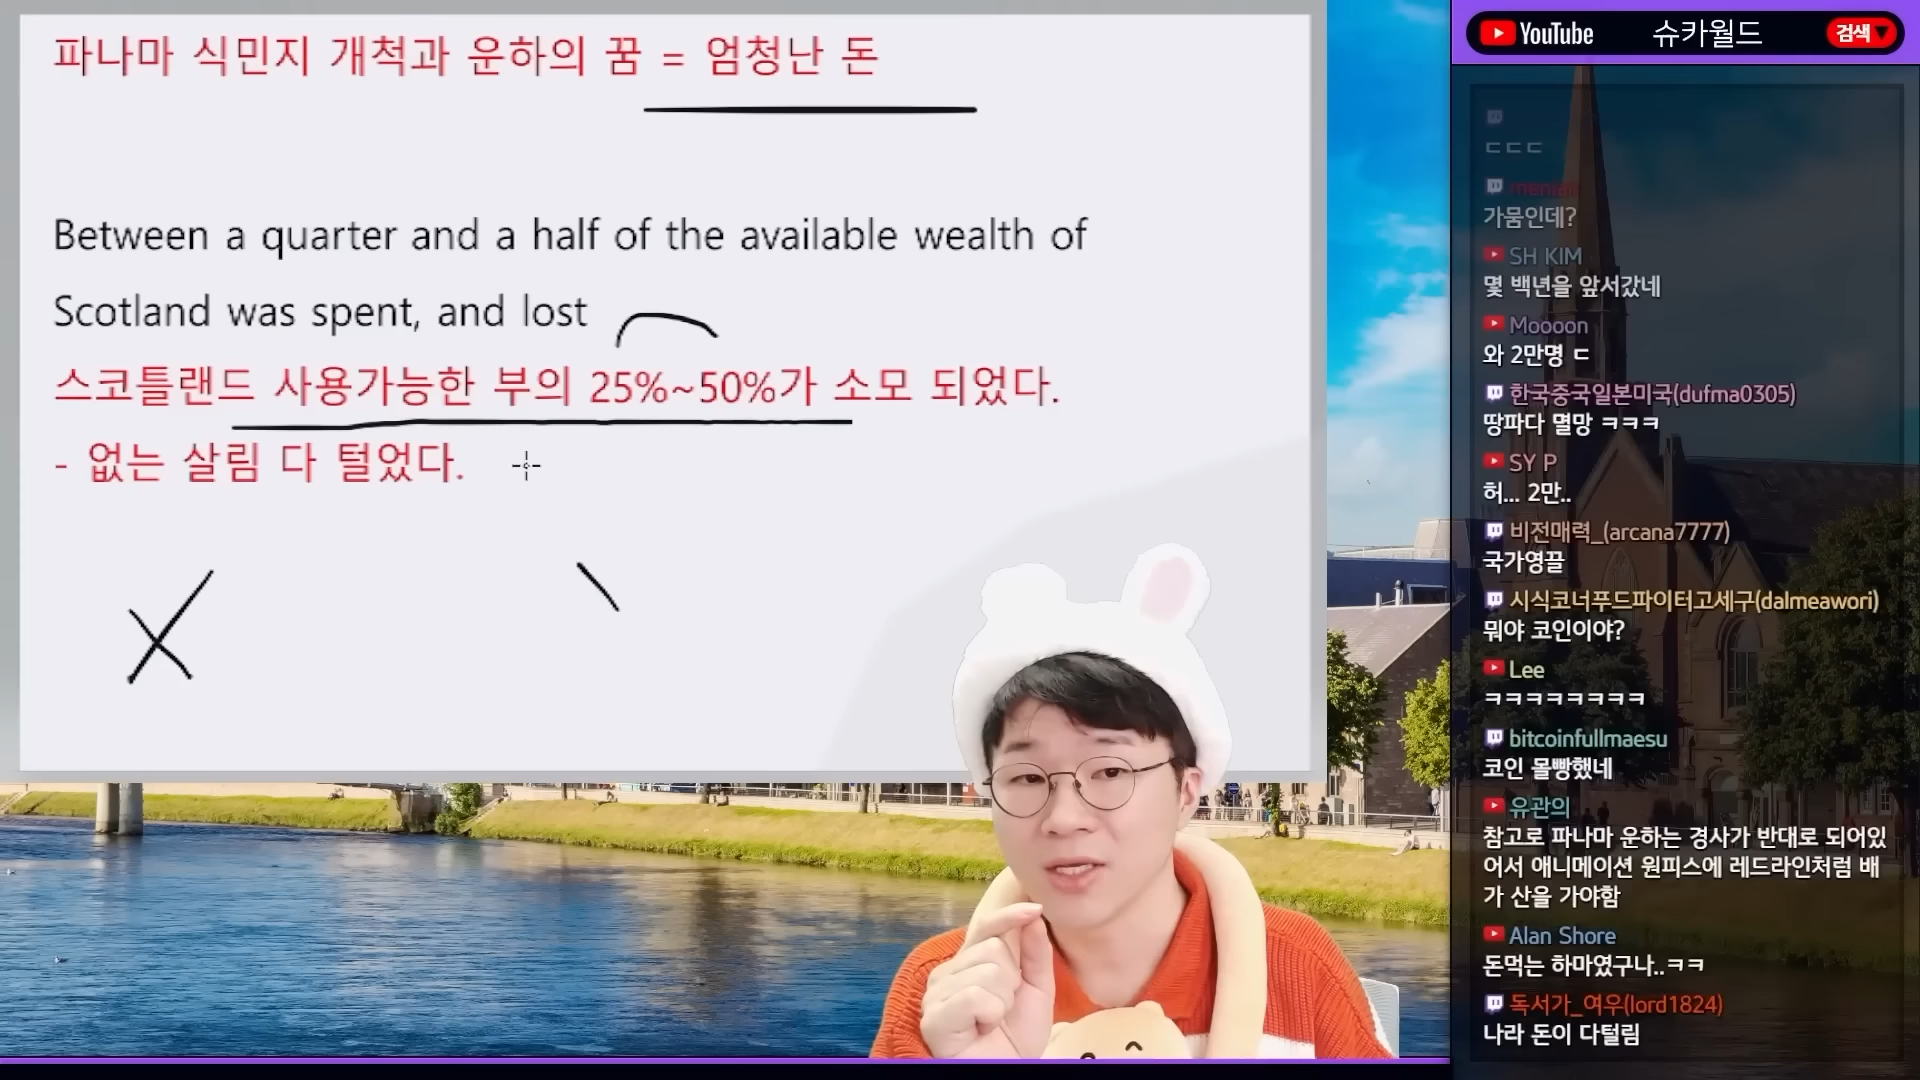 파나마 식민지 개척과 운하의 꿈 = 엄청난 돈
Between a quarter and a half of the available wealth of
Scotland was spent, and lost
스코틀랜드 사용가능한 부의 25%~50%가 소모 되었다.
- 없는 살림 다 털었다.
YouTube 슈카월드 검색
ㄷㄷㄷ
가뭄인데?
SH KIM
몇 백년을 앞서갔네
Moooon
와 2만명 ㄷ
한국중국일본미국(dufma0305)
땅파다 멸망 ㅋㅋㅋ
SY P
허... 2만..
비전매력_(arcana7777)
국가영끌
시식코너푸드파이터고세구(dalmeawori)
뭐야 코인이야?
Lee
ㅋㅋㅋㅋㅋㅋㅋㅋ
bitcoinfullmaesu
코인 몰빵했네
유관의
참고로 파나마 운하는 경사가 반대로 되어있
어서 애니메이션 원피스에 레드라인처럼 배
가 산을 가야함
Alan Shore
돈먹는 하마였구나..ㅋㅋ
독서가_여우(lord1824)
나라 돈이 다털림